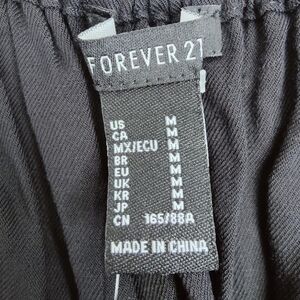 FOREVER 21
US M
CA M
MX/ECU M
BR M
EU M
UK M
KR M
JP M
CN 165/88A
MADE IN CHINA